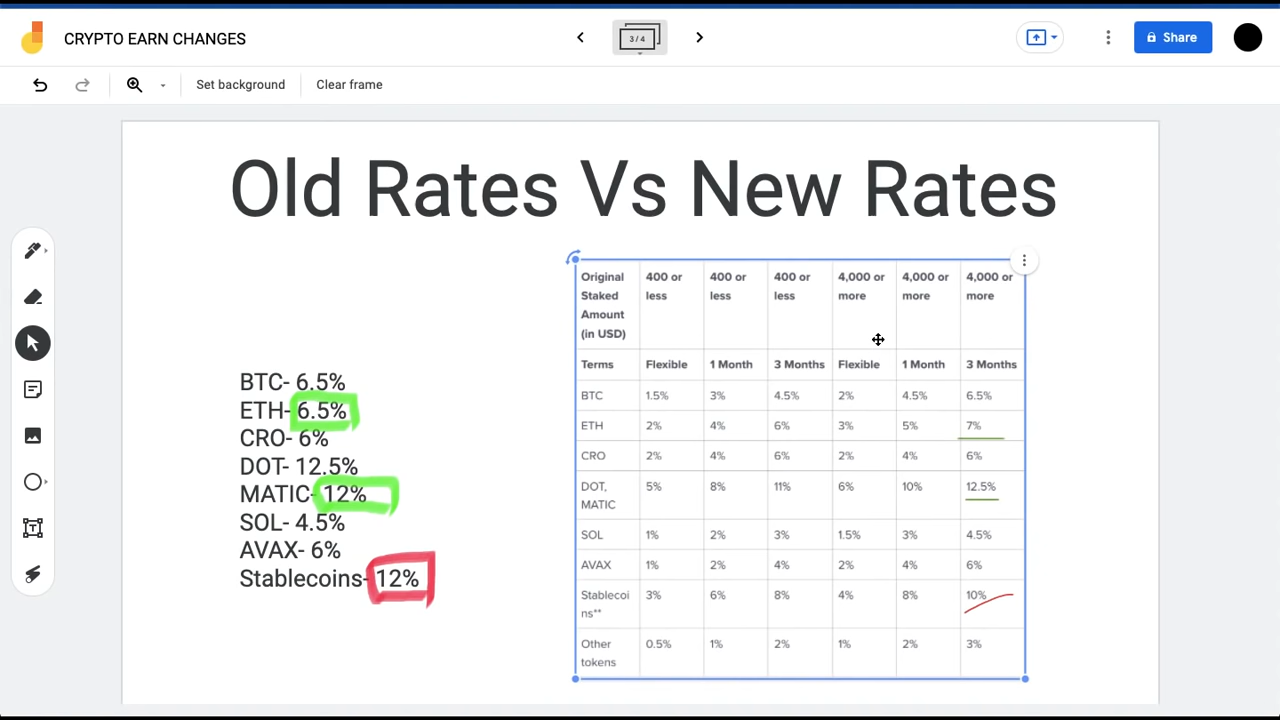 CRYPTO EARN CHANGES
3 / 4
Share
Set background
Clear frame
Old Rates Vs New Rates
BTC- 6.5%
ETH- 6.5%
CRO- 6%
DOT- 12.5%
MATIC- 12%
SOL- 4.5%
AVAX- 6%
Stablecoins- 12%
Original Staked Amount (in USD) 400 or less 400 or less 400 or less 4,000 or more 4,000 or more 4,000 or more
Terms Flexible 1 Month 3 Months Flexible 1 Month 3 Months
BTC 1.5% 3% 4.5% 2% 4.5% 6.5%
ETH 2% 4% 6% 3% 5% 7%
CRO 2% 4% 6% 2% 4% 6%
DOT, MATIC 5% 8% 11% 6% 10% 12.5%
SOL 1% 2% 3% 1.5% 3% 4.5%
AVAX 1% 2% 4% 2% 4% 6%
Stablecoi ns** 3% 6% 8% 4% 8% 10%
Other tokens 0.5% 1% 2% 1% 2% 3%